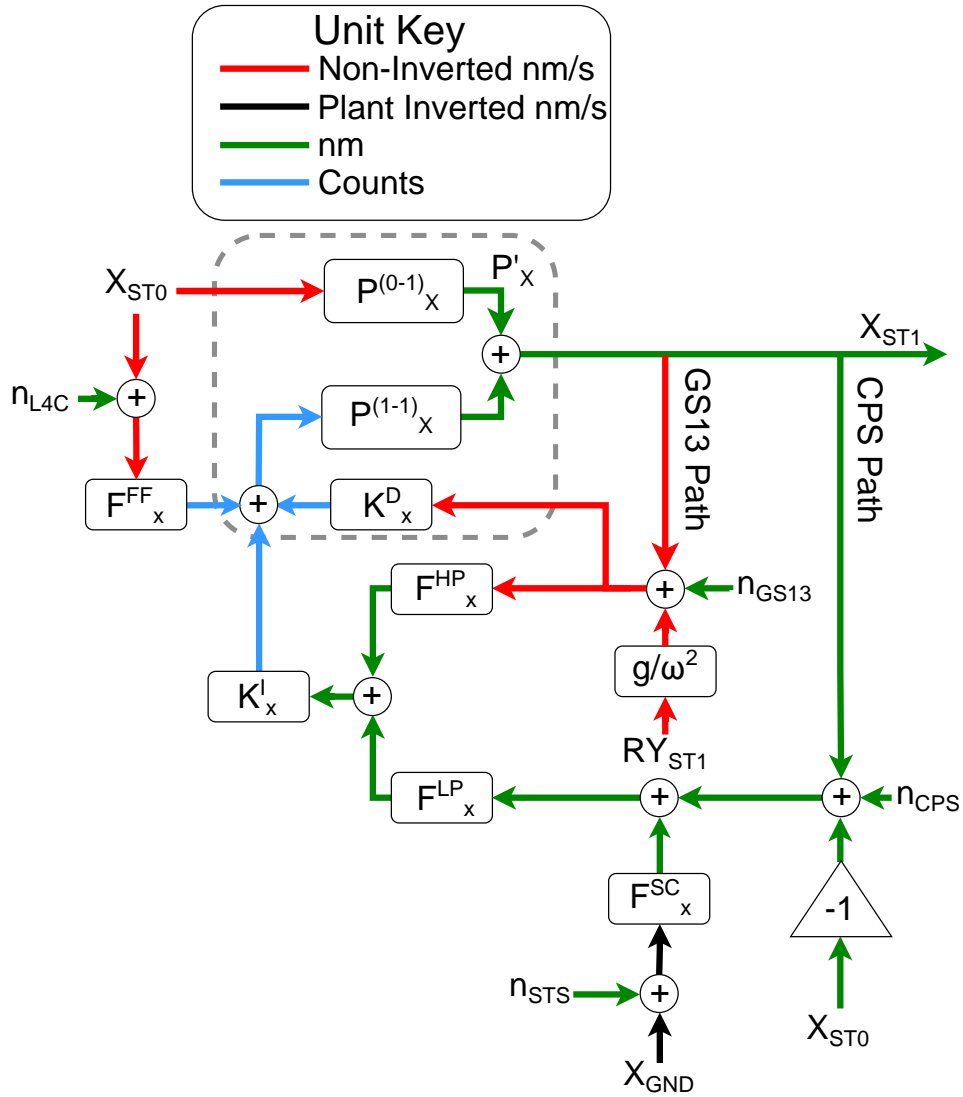 Unit Key
Non-Inverted nm/s
Plant Inverted nm/s
nm
Counts
X_ST0
P^(0-1)_X
P'_X
X_ST1
+
n_L4C
+
P^(1-1)_X
GS13 Path
CPS Path
F^FF_x
+
K^D_x
F^HP_x
+
n_GS13
g/ω²
K^I_x
+
RY_ST1
F^LP_x
+
+
n_CPS
F^SC_x
-1
n_STS
+
X_GND
X_ST0